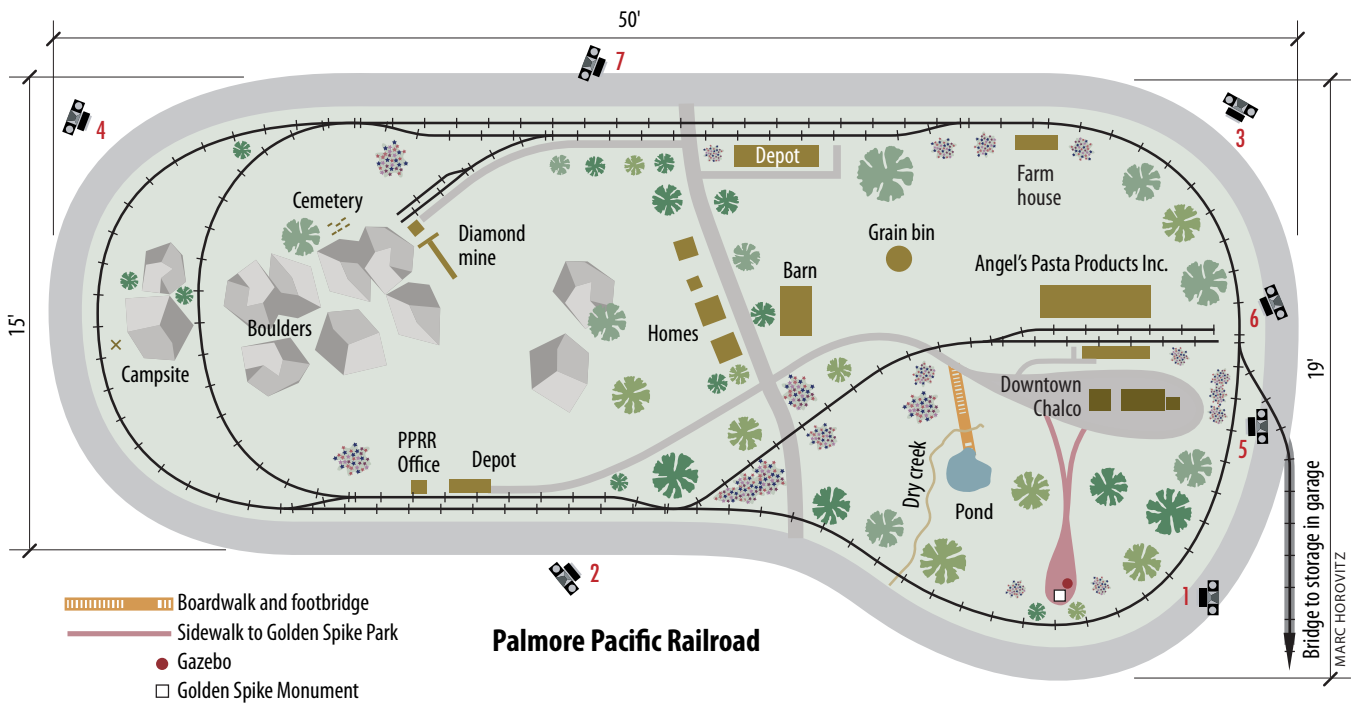 50'
7
4
3
15'
Depot
Farm
house
Cemetery
Diamond
mine
Grain bin
Angel's Pasta Products Inc.
Barn
6
Boulders
Homes
Campsite
19'
Downtown
Chalco
5
PPRR
Office
Depot
Dry creek
Pond
2
1
Bridge to storage in garage
MARC HOROVITZ
Boardwalk and footbridge
Sidewalk to Golden Spike Park
Gazebo
Golden Spike Monument
Palmore Pacific Railroad